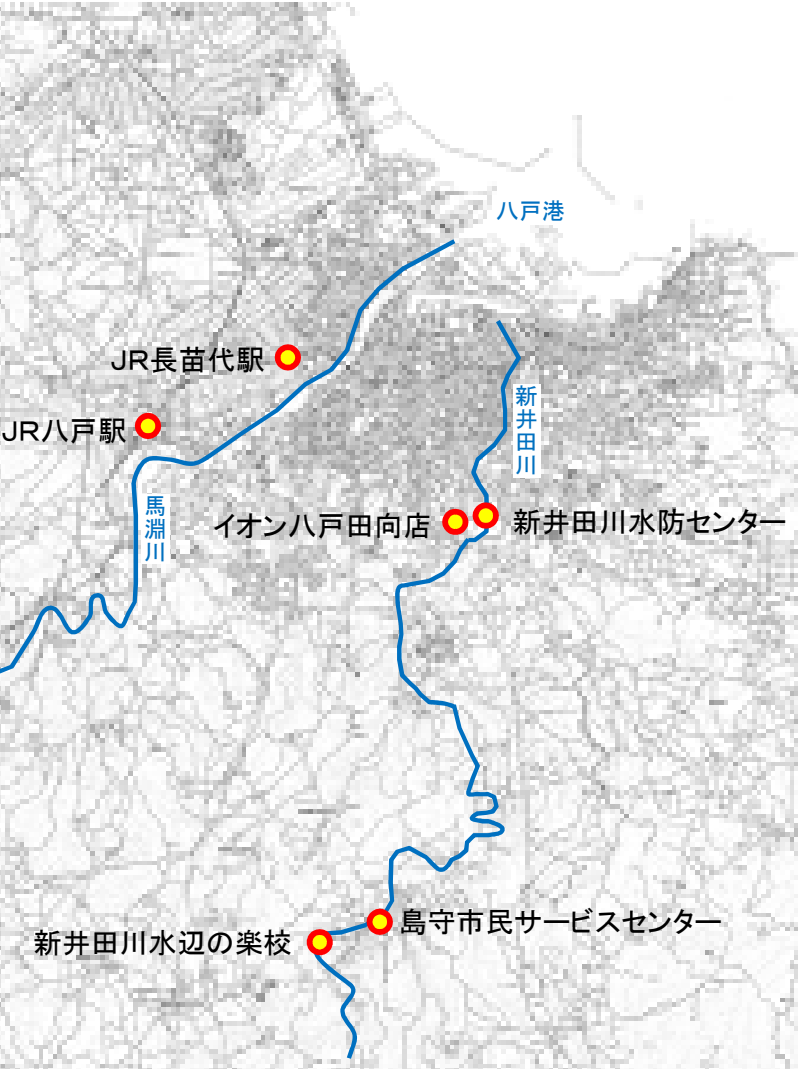 八戸港
JR長苗代駅
新井田川
JR八戸駅
馬淵川
イオン八戸田向店
新井田川水防センター
島守市民サービスセンター
新井田川水辺の楽校